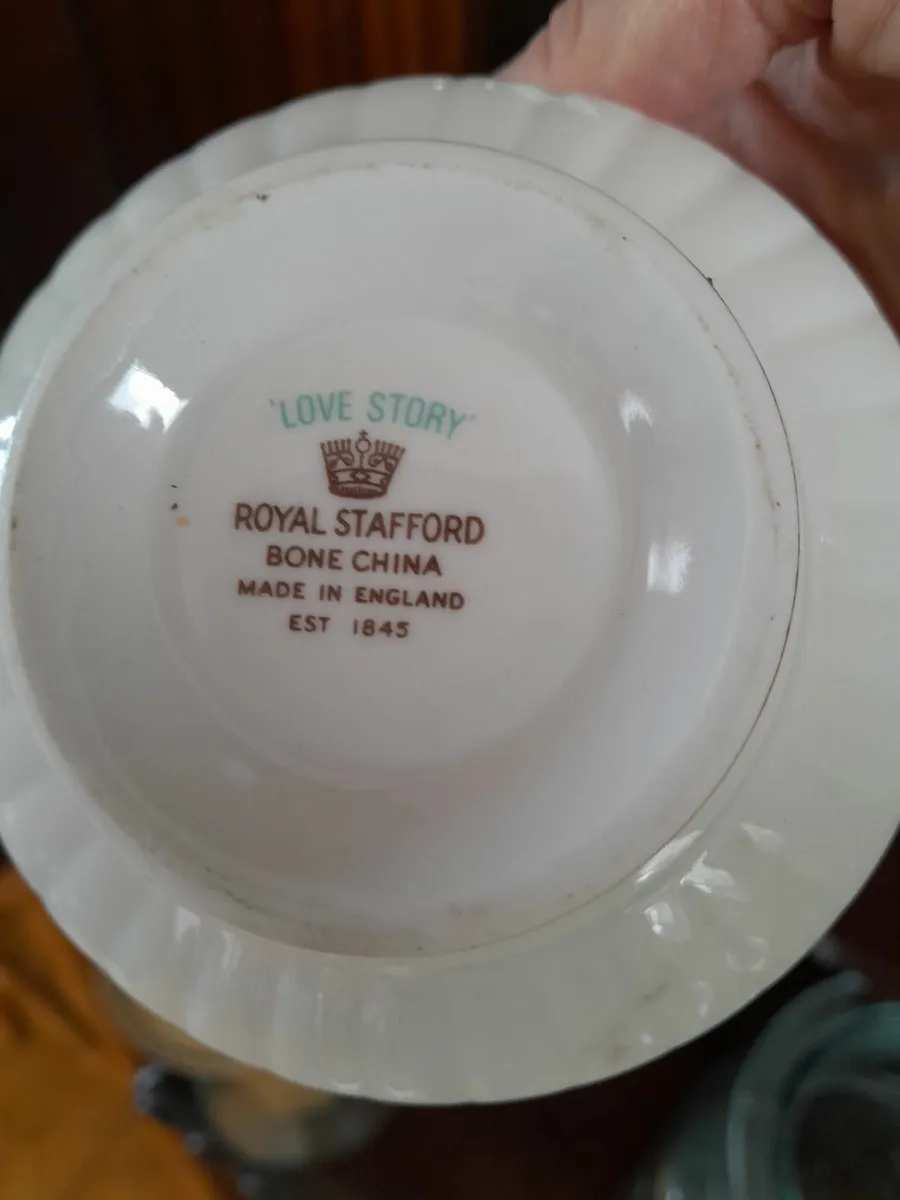 'LOVE STORY'
ROYAL STAFFORD
BONE CHINA
MADE IN ENGLAND
EST 1845